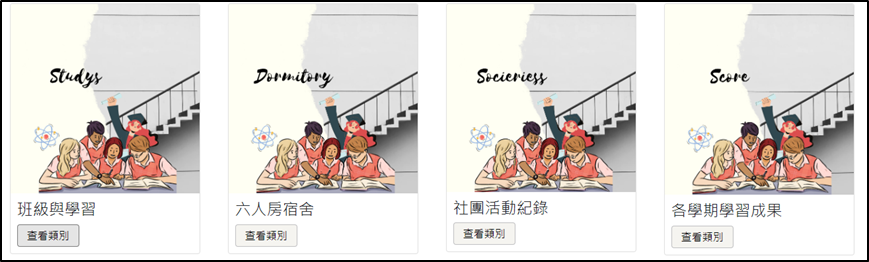 Studys
班級與學習
查看類別
Dormitory
六人房宿舍
查看類別
Socieriess
社團活動紀錄
查看類別
Score
各學期學習成果
查看類別